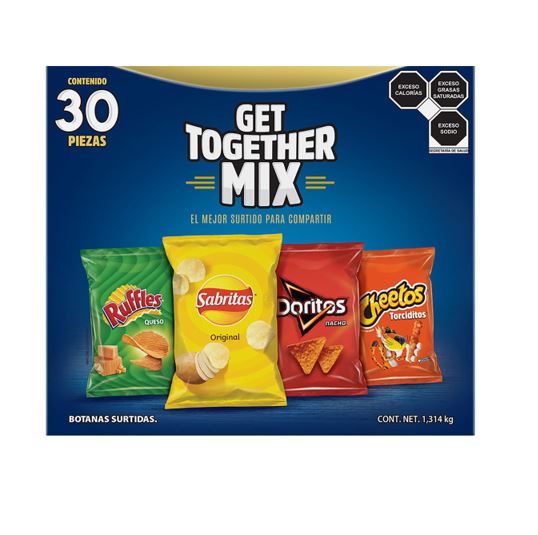 CONTENIDO
30
PIEZAS
EXCESO
CALORÍAS
EXCESO
GRASAS
SATURADAS
EXCESO
SODIO
SECRETARÍA DE SALUD
GET
TOGETHER
MIX
EL MEJOR SURTIDO PARA COMPARTIR
Ruffles
QUESO
Sabritas
Original
Doritos
NACHO
Cheetos
Torciditos
BOTANAS SURTIDAS.
CONT. NET. 1,314 kg